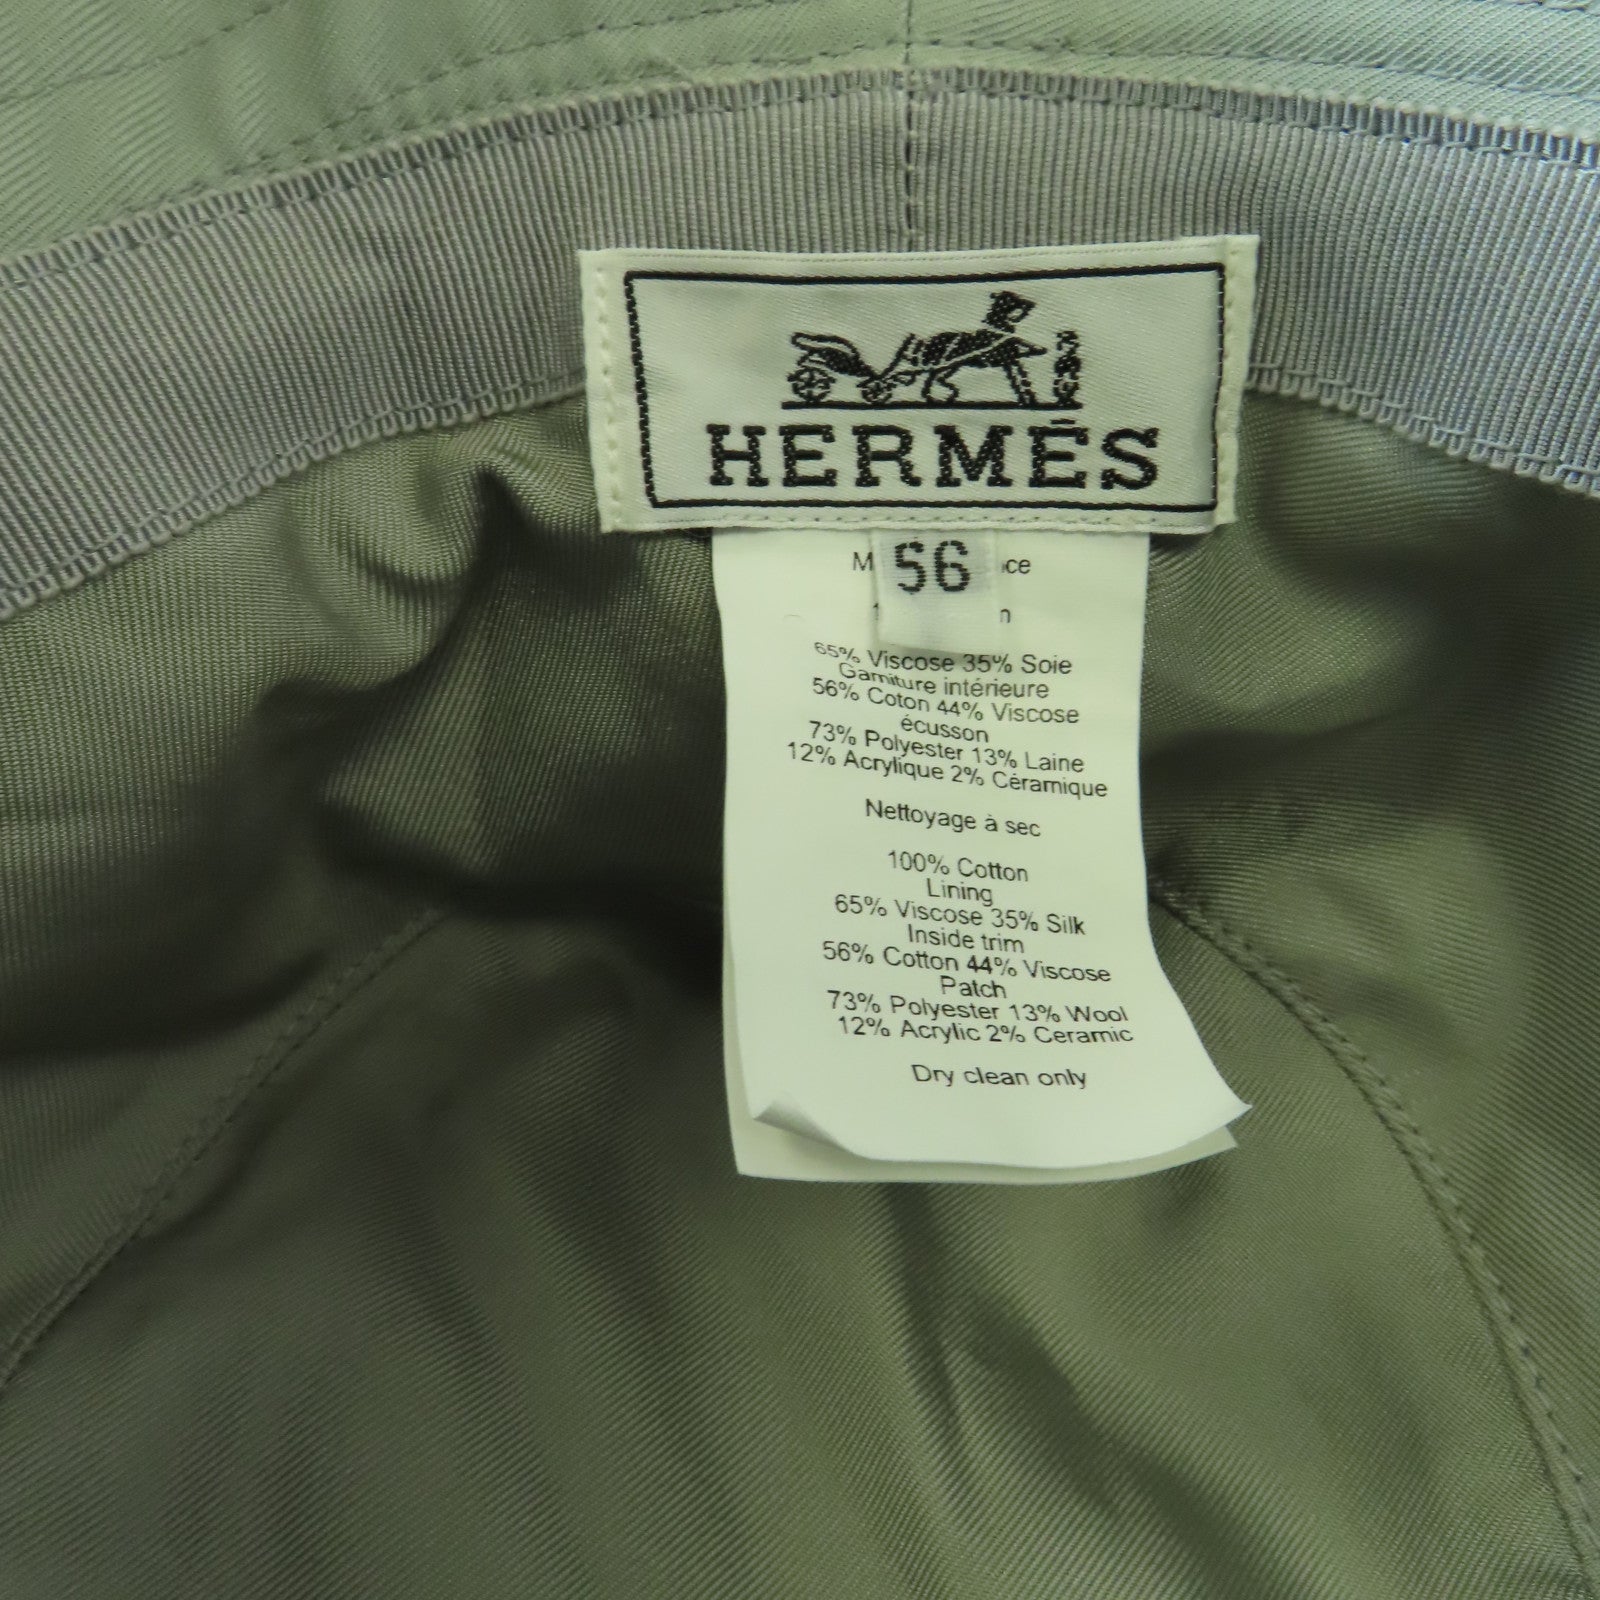 HERMÈS
56
65% Viscose 35% Soie
Garniture intérieure
56% Coton 44% Viscose
écusson
73% Polyester 13% Laine
12% Acrylique 2% Céramique
Nettoyage à sec
100% Cotton
Lining
65% Viscose 35% Silk
Inside trim
56% Cotton 44% Viscose
Patch
73% Polyester 13% Wool
12% Acrylic 2% Ceramic
Dry clean only